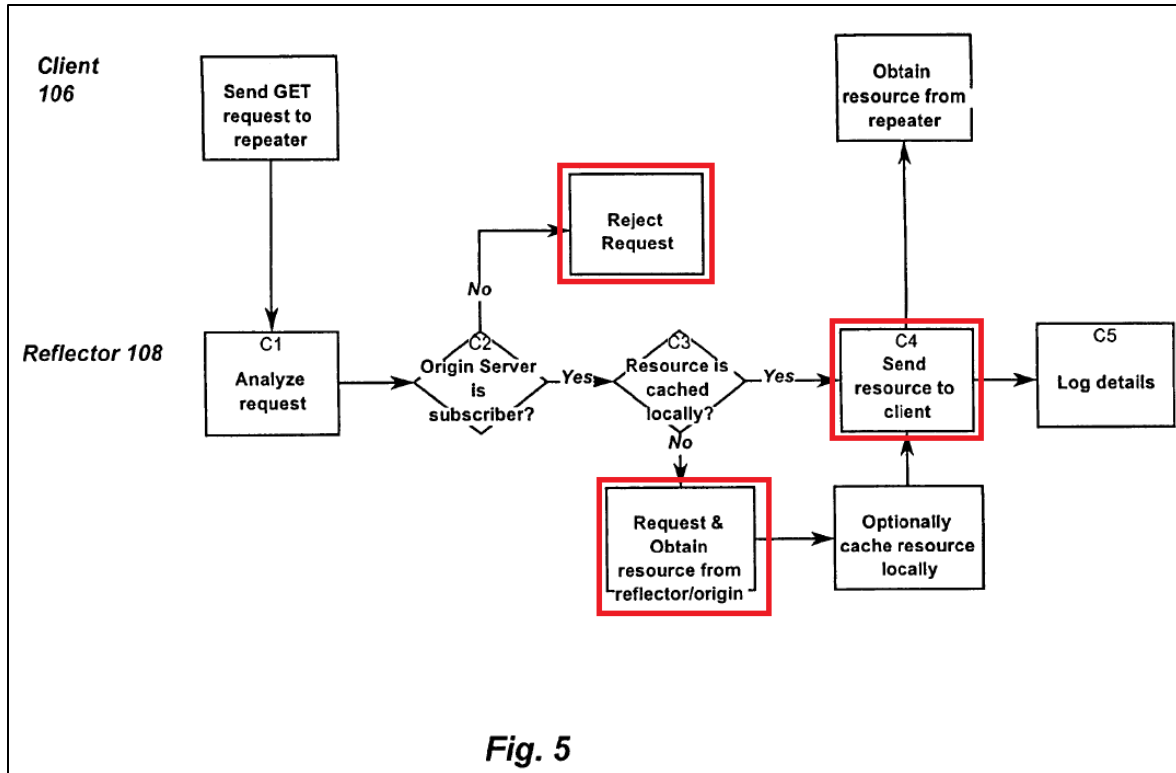 Client
106
Send GET
request to
repeater
Obtain
resource from
repeater
Reject
Request
No
Reflector 108
C1
Analyze
request
C2
Origin Server
is
subscriber?
Yes
C3
Resource is
cached
locally?
Yes
C4
Send
resource to
client
C5
Log details
No
Request &
Obtain
resource from
reflector/origin
Optionally
cache resource
locally
Fig. 5